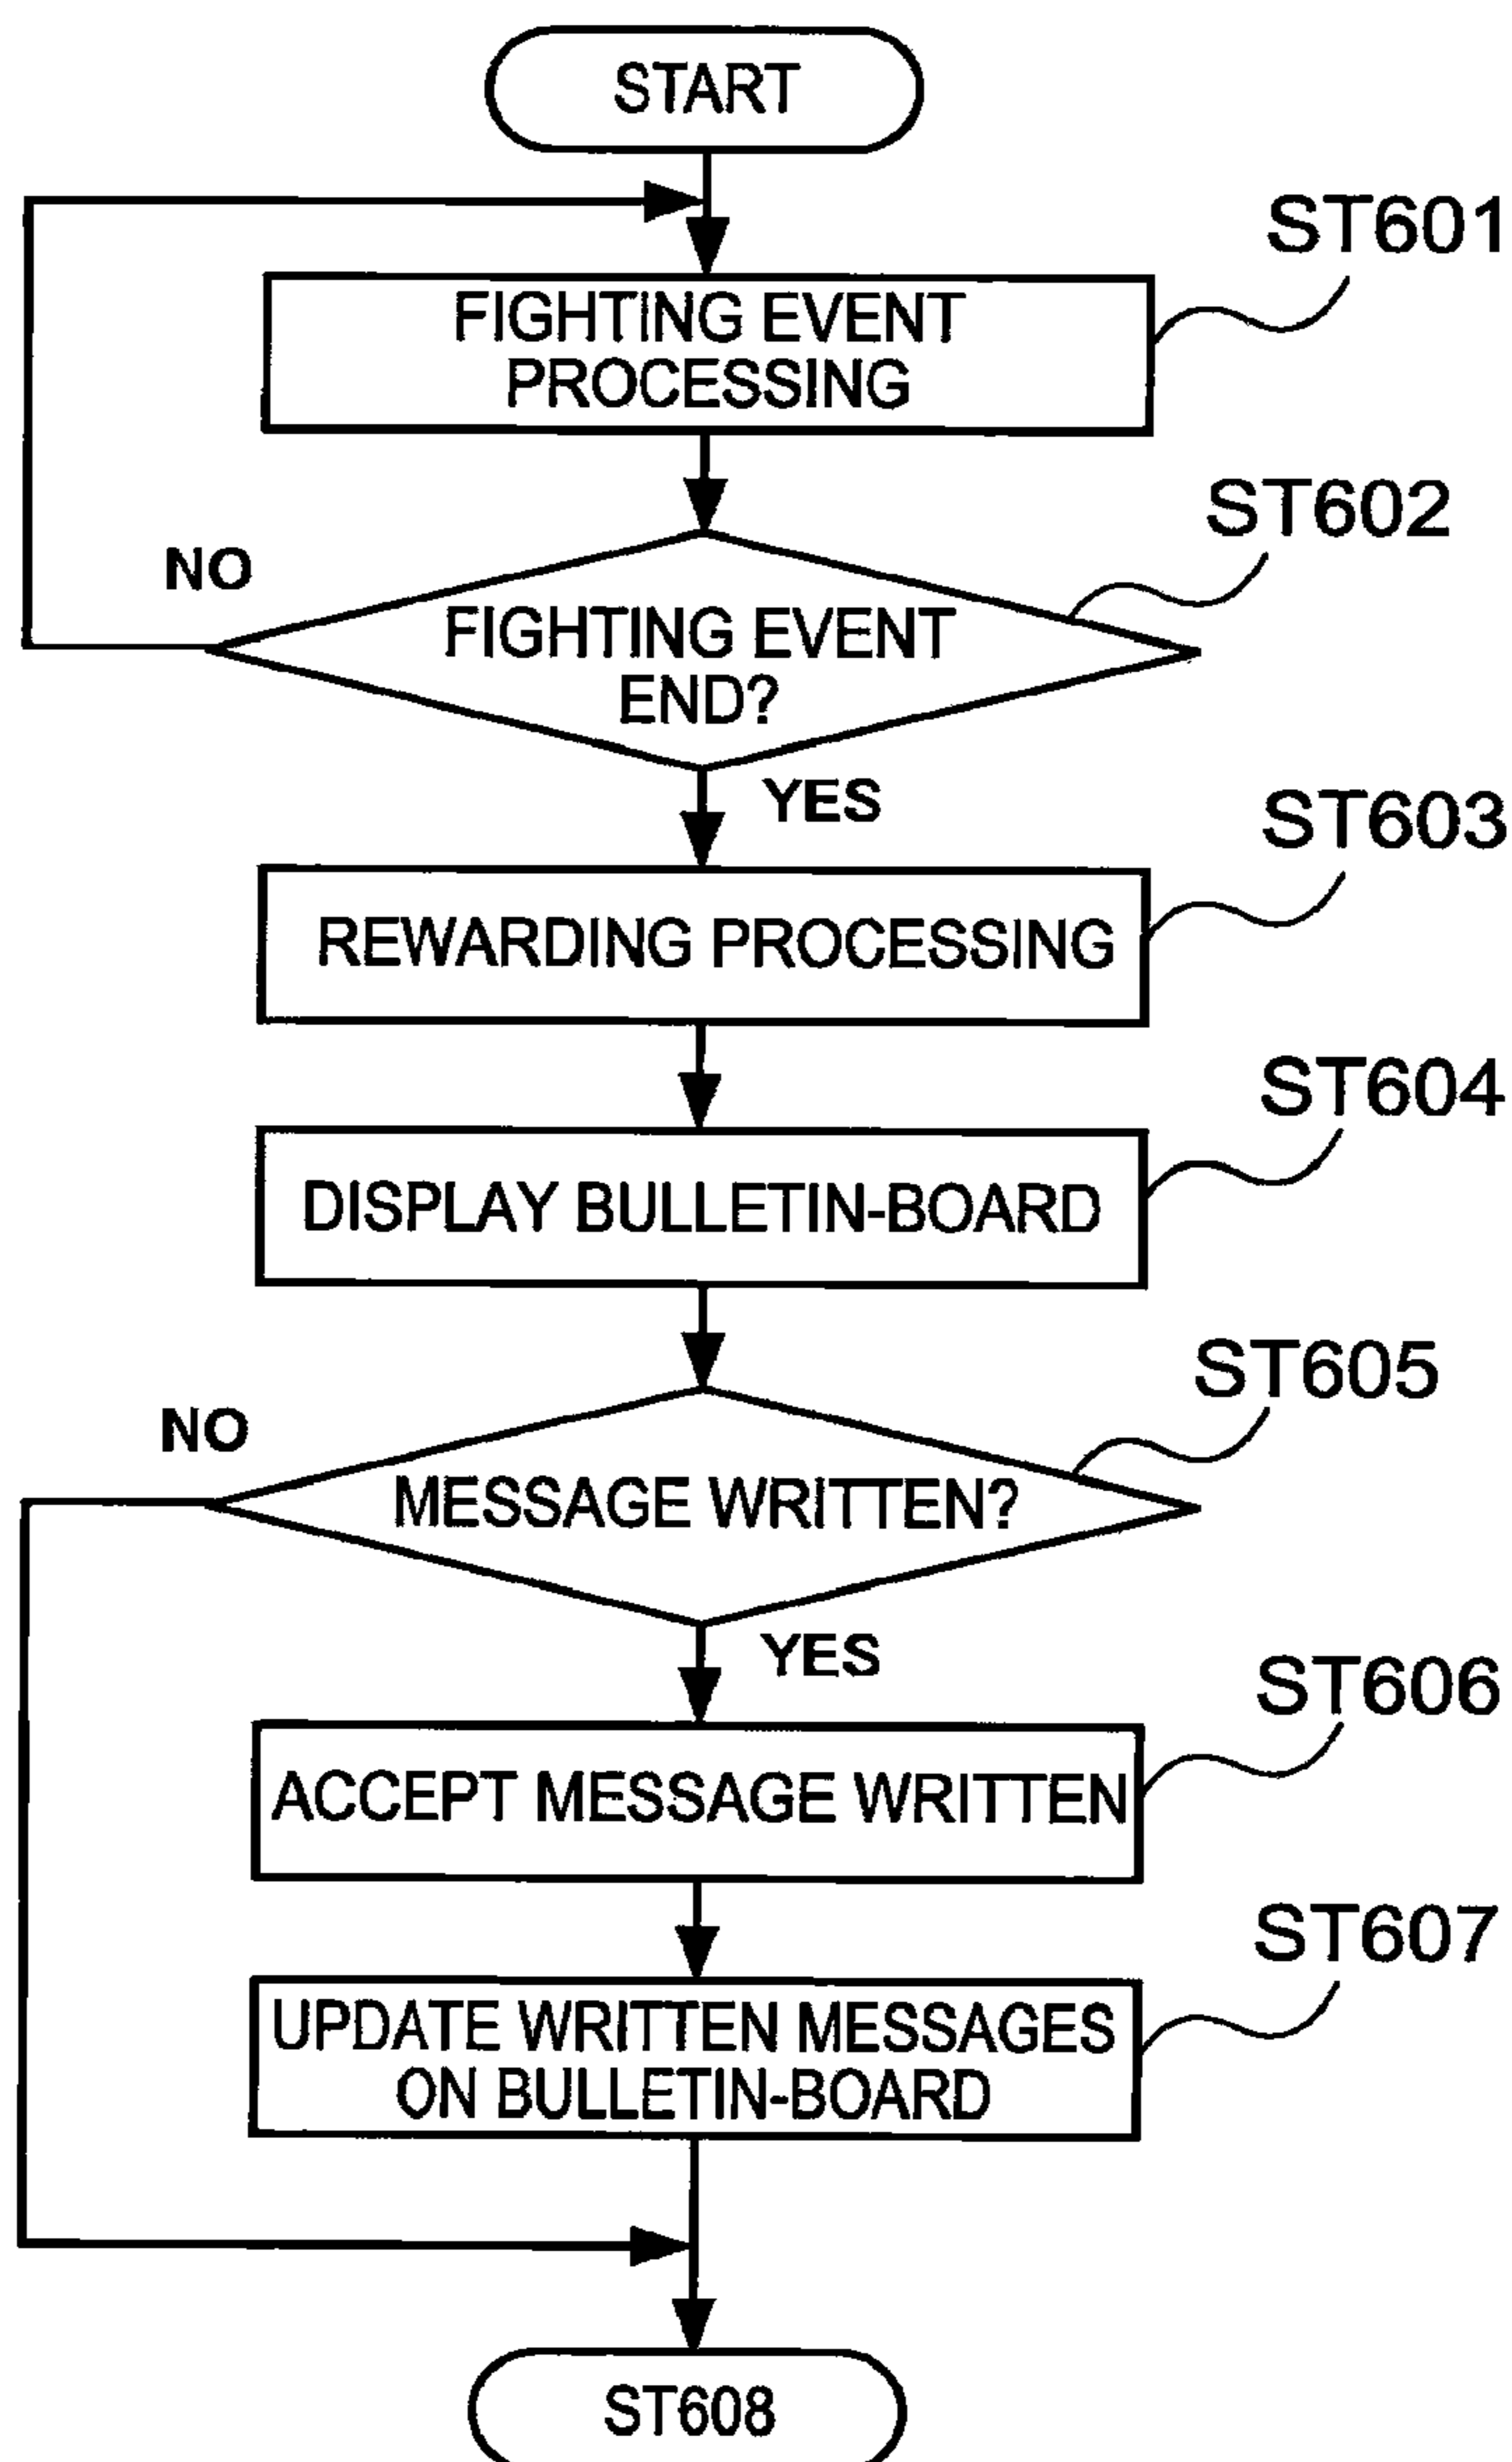 START
ST601
FIGHTING EVENT
PROCESSING
ST602
NO
FIGHTING EVENT
END?
YES
ST603
REWARDING PROCESSING
ST604
DISPLAY BULLETIN-BOARD
ST605
NO
MESSAGE WRITTEN?
YES
ST606
ACCEPT MESSAGE WRITTEN
ST607
UPDATE WRITTEN MESSAGES
ON BULLETIN-BOARD
ST608